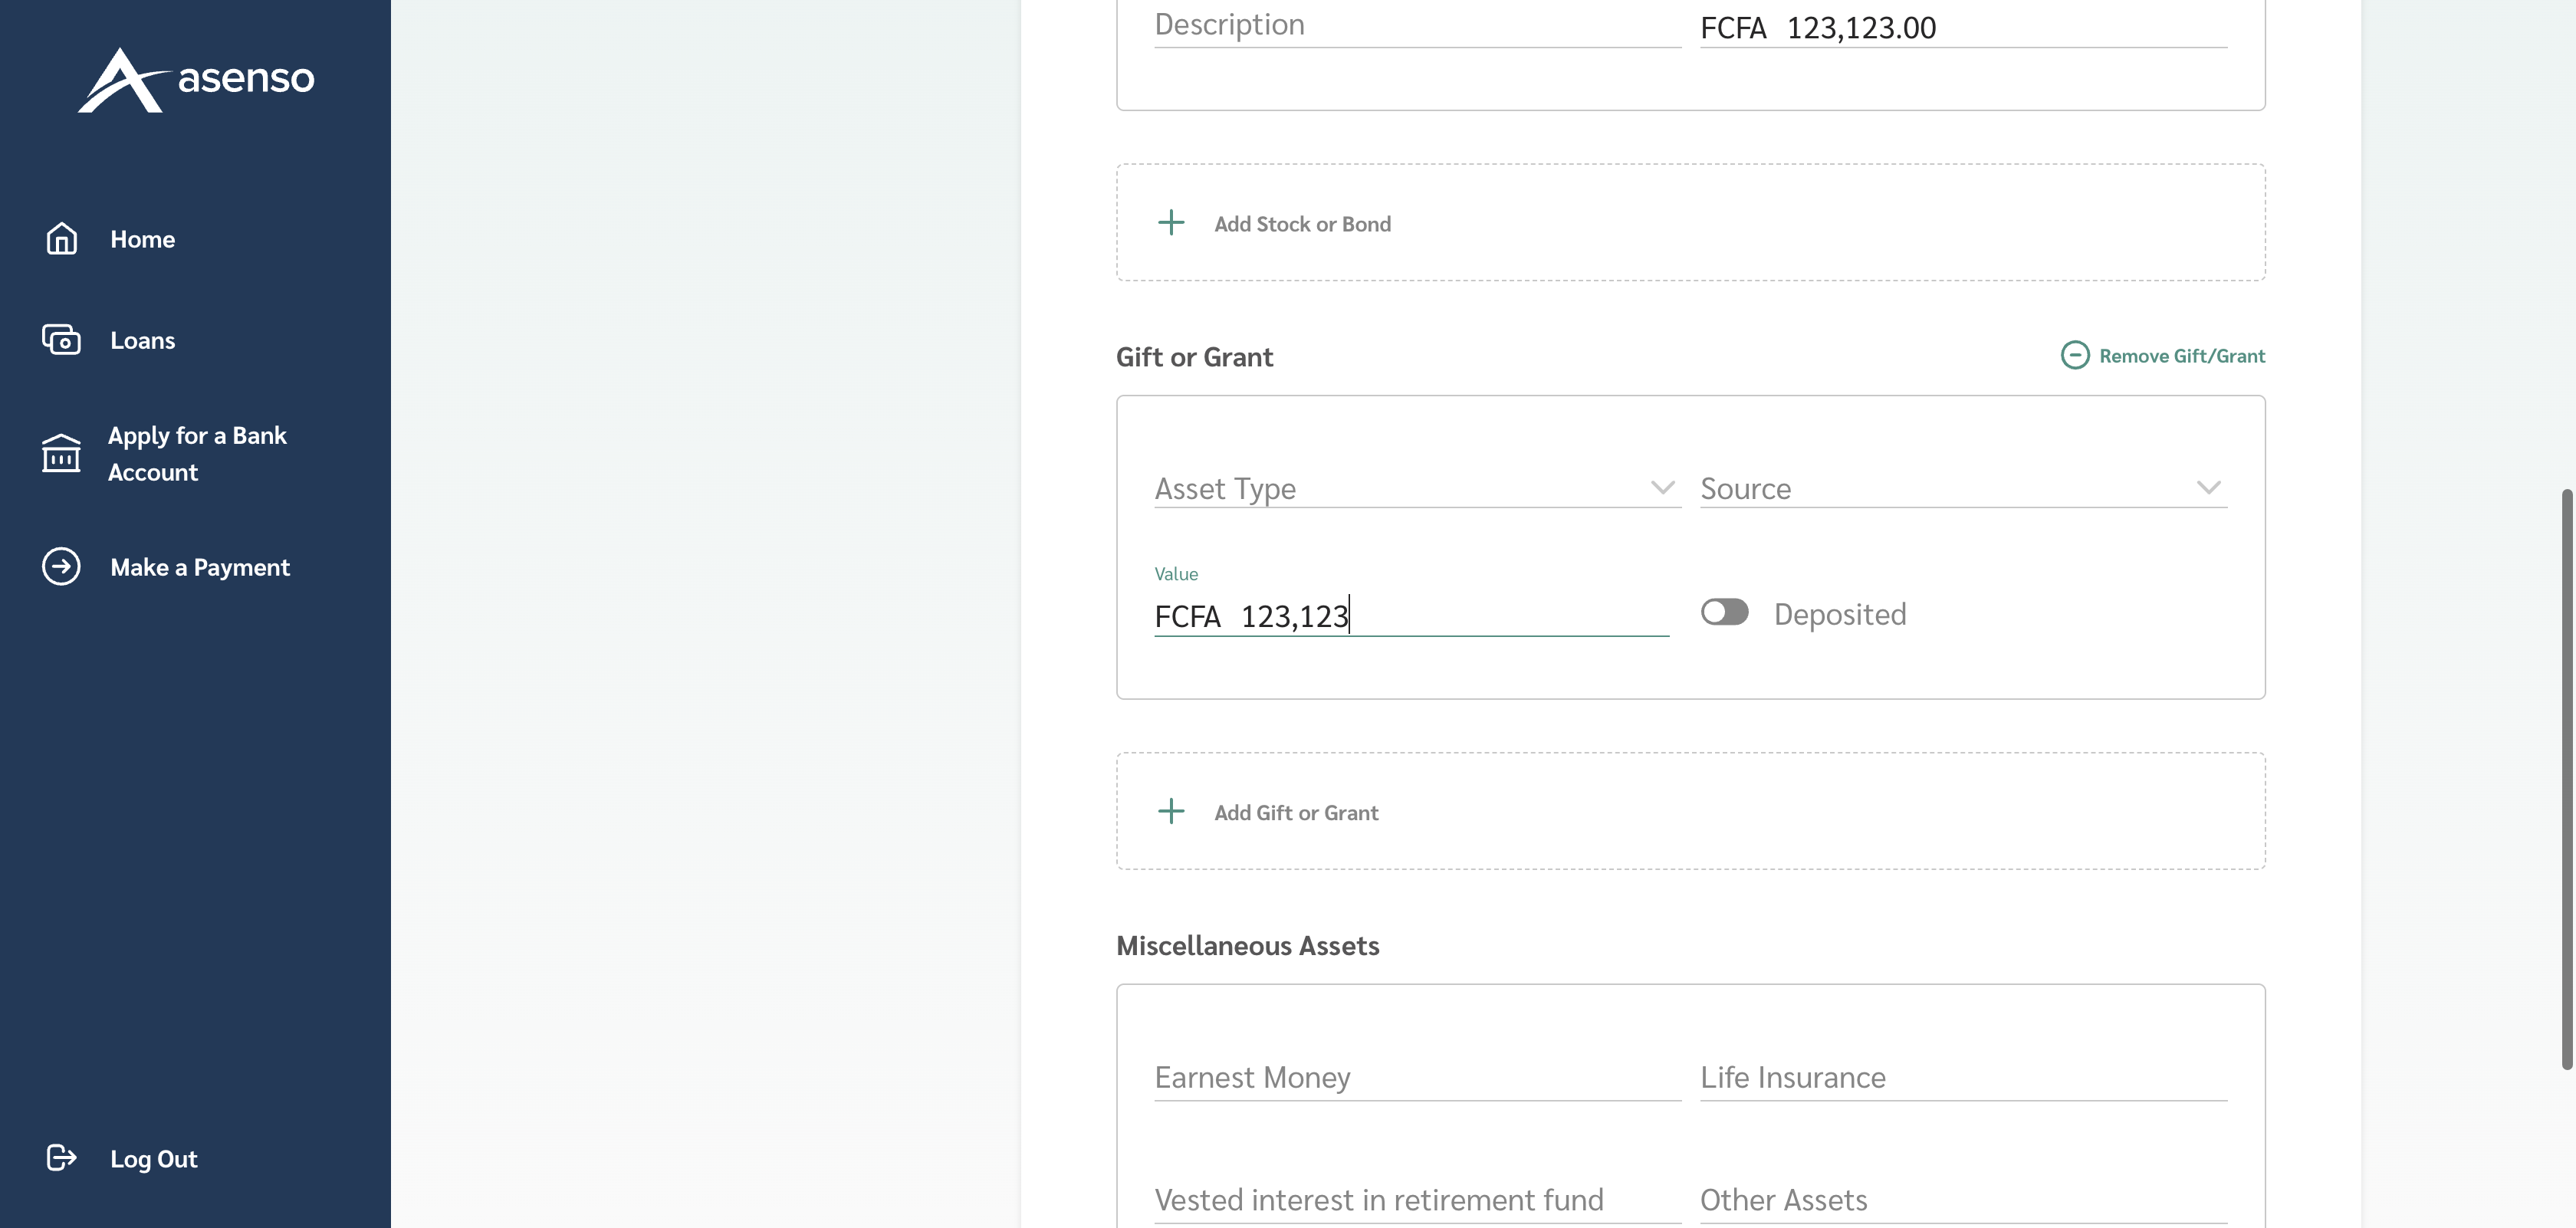 asenso
Home
Loans
Apply for a Bank
Account
Make a Payment
Log Out
Description
FCFA 123,123.00
Add Stock or Bond
Gift or Grant
Remove Gift/Grant
Asset Type
Source
Value
FCFA 123,123
Deposited
Add Gift or Grant
Miscellaneous Assets
Earnest Money
Life Insurance
Vested interest in retirement fund
Other Assets